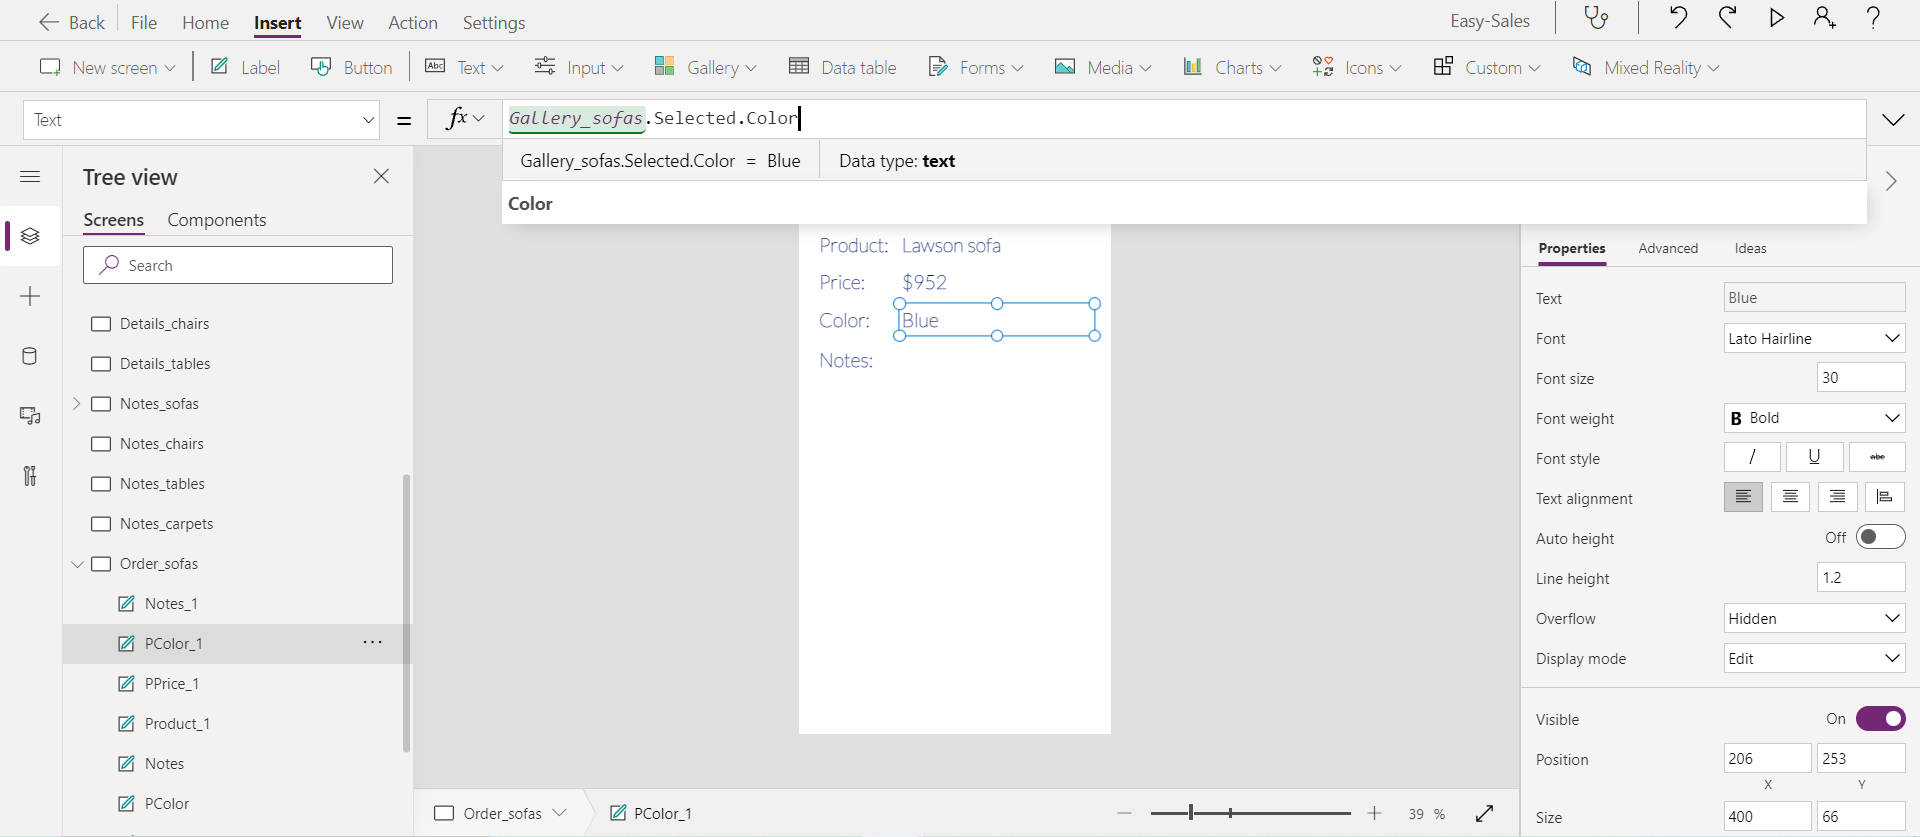 Back File Home Insert View Action Settings Easy-Sales ?
New screen Label Button Abc Text Input Gallery Data table Forms Media Charts Icons Custom Mixed Reality
Text = fx Gallery_sofas.Selected.Color
Gallery_sofas.Selected.Color = Blue Data type: text
Color
Tree view
Screens Components
Search
Details_chairs
Details_tables
Notes_sofas
Notes_chairs
Notes_tables
Notes_carpets
Order_sofas
Notes_1
PColor_1 ...
PPrice_1
Product_1
Notes
PColor
Product: Lawson sofa
Price: $952
Color: Blue
Notes:
Order_sofas PColor_1 39 %
Properties Advanced Ideas
Text Blue
Font Lato Hairline
Font size 30
Font weight B Bold
Font style / U abc
Text alignment
Auto height Off
Line height 1.2
Overflow Hidden
Display mode Edit
Visible On
Position 206 253
X Y
Size 400 66